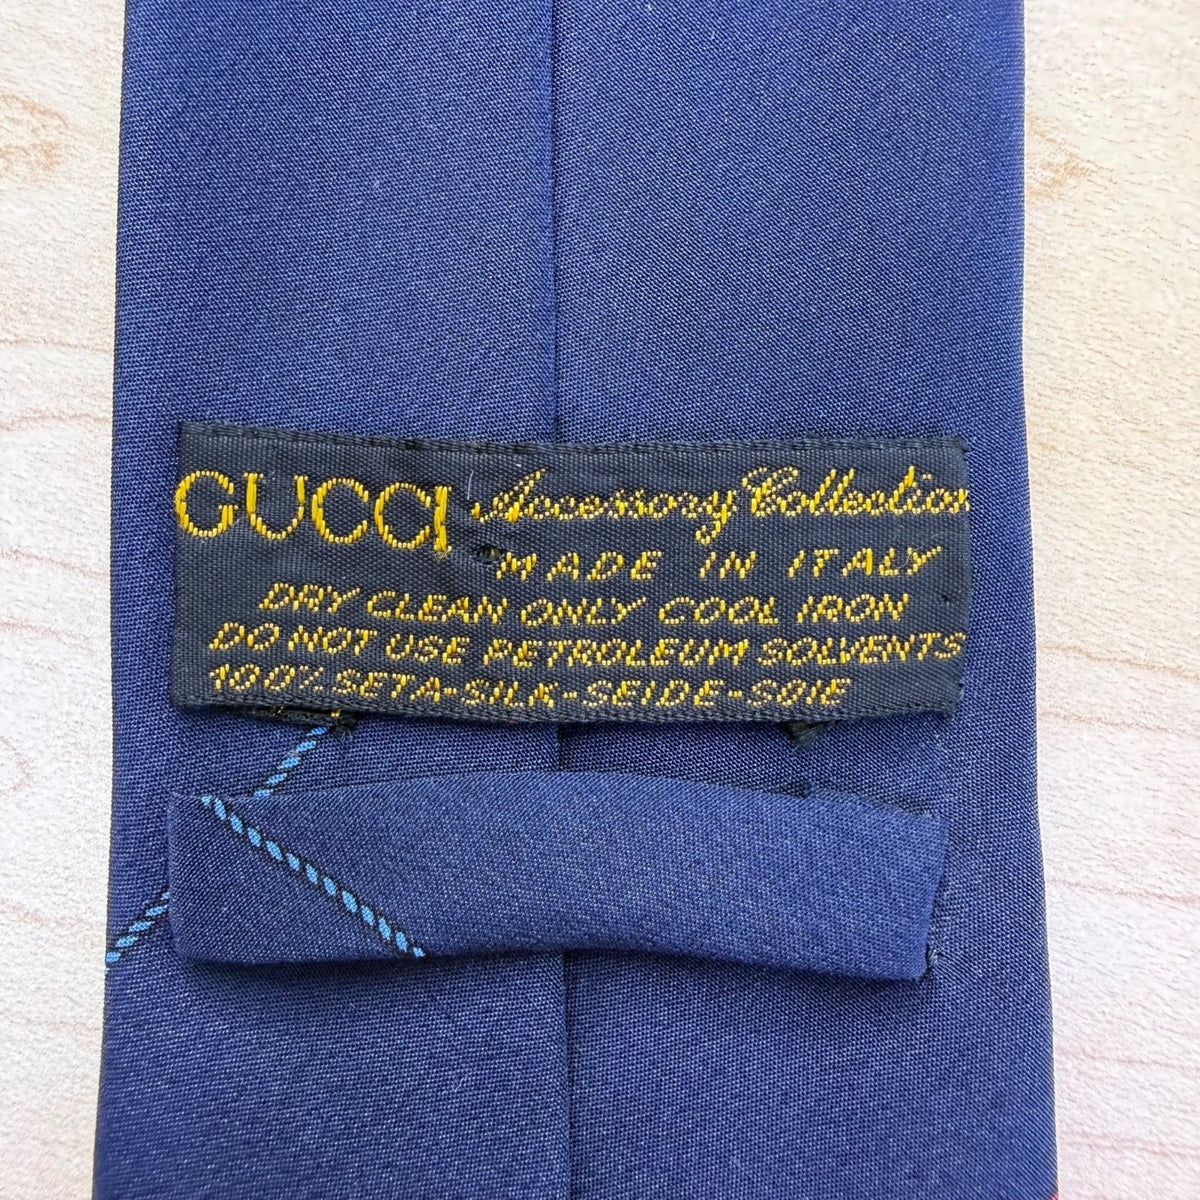 GUCCI Accessory Collection
MADE IN ITALY
DRY CLEAN ONLY COOL IRON
DO NOT USE PETROLEUM SOLVENTS
100% SETA-SILK-SEIDE-SOIE